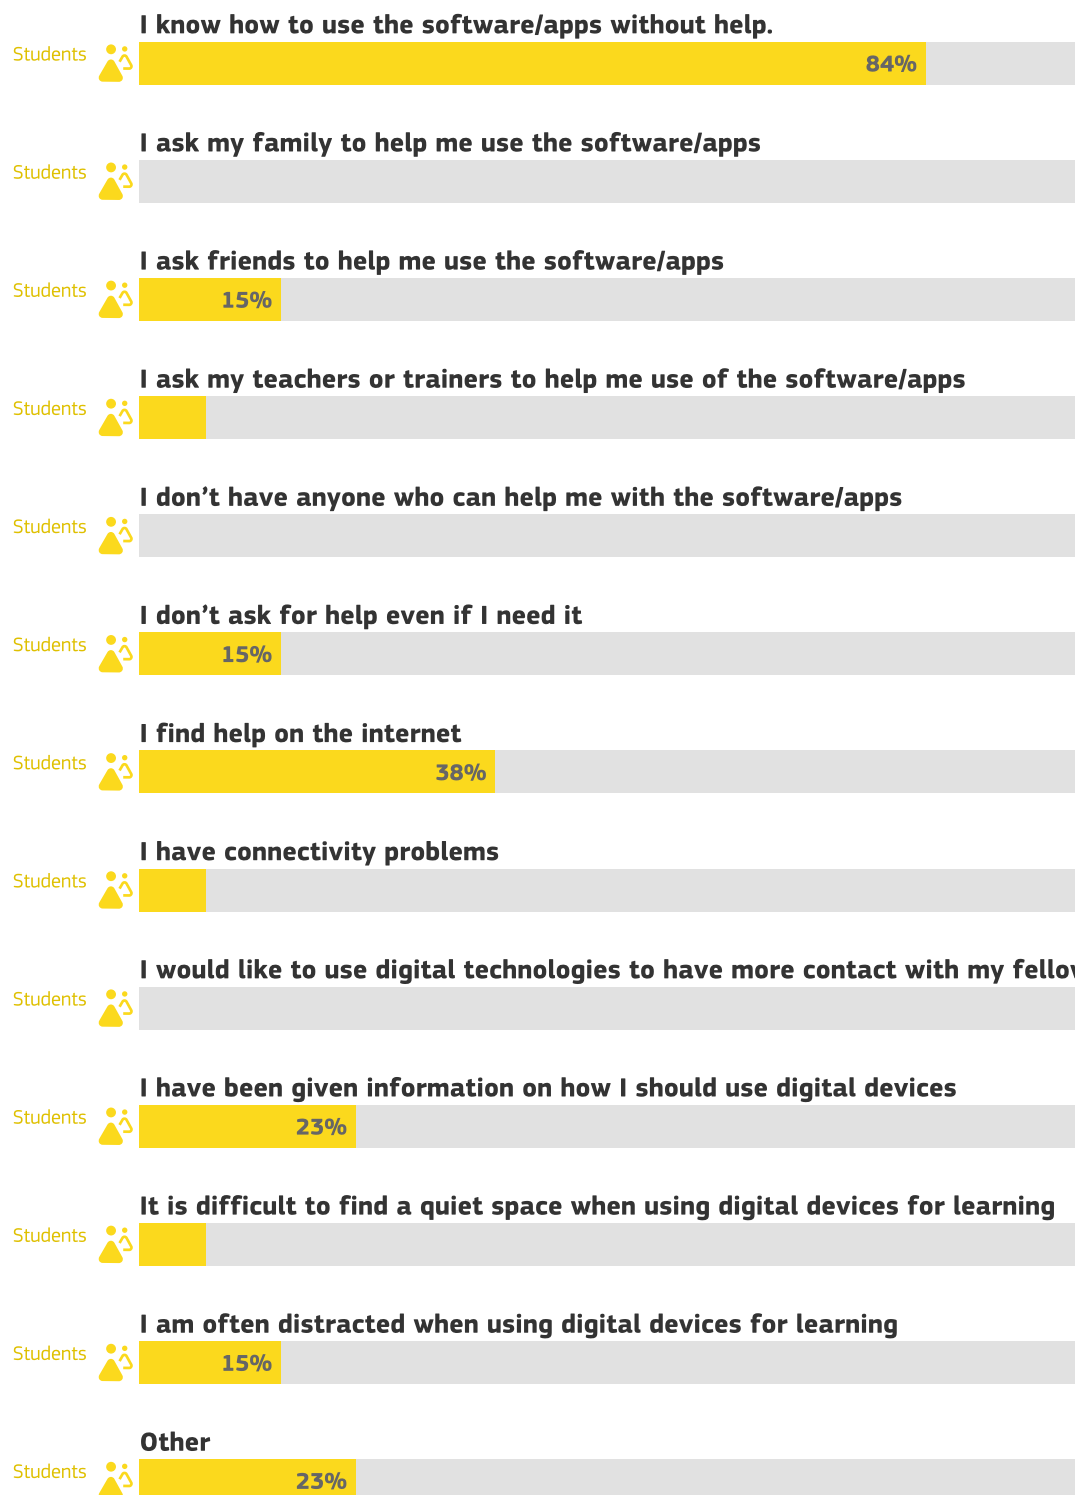 I know how to use the software/apps without help.
Students
84%
I ask my family to help me use the software/apps
Students
I ask friends to help me use the software/apps
Students
15%
I ask my teachers or trainers to help me use of the software/apps
Students
I don’t have anyone who can help me with the software/apps
Students
I don’t ask for help even if I need it
Students
15%
I find help on the internet
Students
38%
I have connectivity problems
Students
I would like to use digital technologies to have more contact with my
Students
I have been given information on how I should use digital devices
Students
23%
It is difficult to find a quiet space when using digital devices for learning
Students
I am often distracted when using digital devices for learning
Students
15%
Other
Students
23%